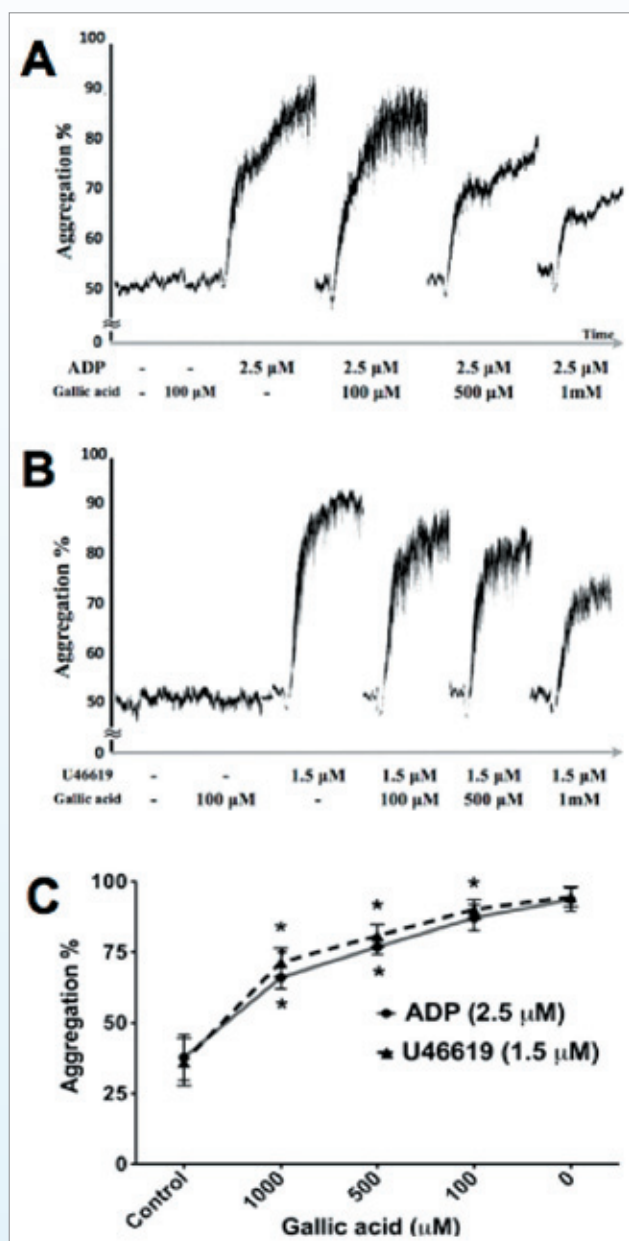 A
Aggregation %
100
90
80
70
60
50
0
Time
ADP - - 2.5 µM 2.5 µM 2.5 µM 2.5 µM
Gallic acid - 100 µM - 100 µM 500 µM 1mM
B
Aggregation %
100
90
80
70
60
50
0
U46619 - - 1.5 µM 1.5 µM 1.5 µM 1.5 µM
Gallic acid - 100 µM - 100 µM 500 µM 1mM
C
Aggregation %
100
75
50
25
0
* * *
* *
ADP (2.5 µM)
U46619 (1.5 µM)
Control 1000 500 100 0
Gallic acid (µM)